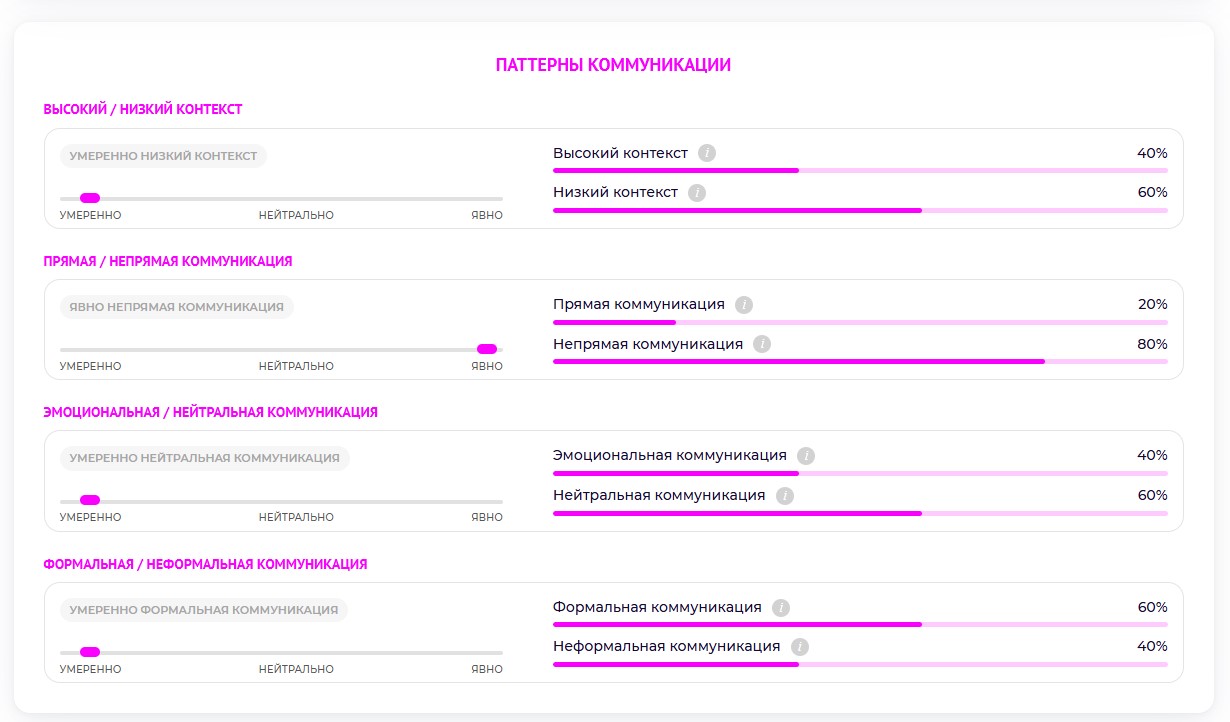 ПАТТЕРНЫ КОММУНИКАЦИИ
ВЫСОКИЙ / НИЗКИЙ КОНТЕКСТ
УМЕРЕННО НИЗКИЙ КОНТЕКСТ
УМЕРЕННО НЕЙТРАЛЬНО ЯВНО
Высокий контекст i 40%
Низкий контекст i 60%
ПРЯМАЯ / НЕПРЯМАЯ КОММУНИКАЦИЯ
ЯВНО НЕПРЯМАЯ КОММУНИКАЦИЯ
УМЕРЕННО НЕЙТРАЛЬНО ЯВНО
Прямая коммуникация i 20%
Непрямая коммуникация i 80%
ЭМОЦИОНАЛЬНАЯ / НЕЙТРАЛЬНАЯ КОММУНИКАЦИЯ
УМЕРЕННО НЕЙТРАЛЬНАЯ КОММУНИКАЦИЯ
УМЕРЕННО НЕЙТРАЛЬНО ЯВНО
Эмоциональная коммуникация i 40%
Нейтральная коммуникация i 60%
ФОРМАЛЬНАЯ / НЕФОРМАЛЬНАЯ КОММУНИКАЦИЯ
УМЕРЕННО ФОРМАЛЬНАЯ КОММУНИКАЦИЯ
УМЕРЕННО НЕЙТРАЛЬНО ЯВНО
Формальная коммуникация i 60%
Неформальная коммуникация i 40%